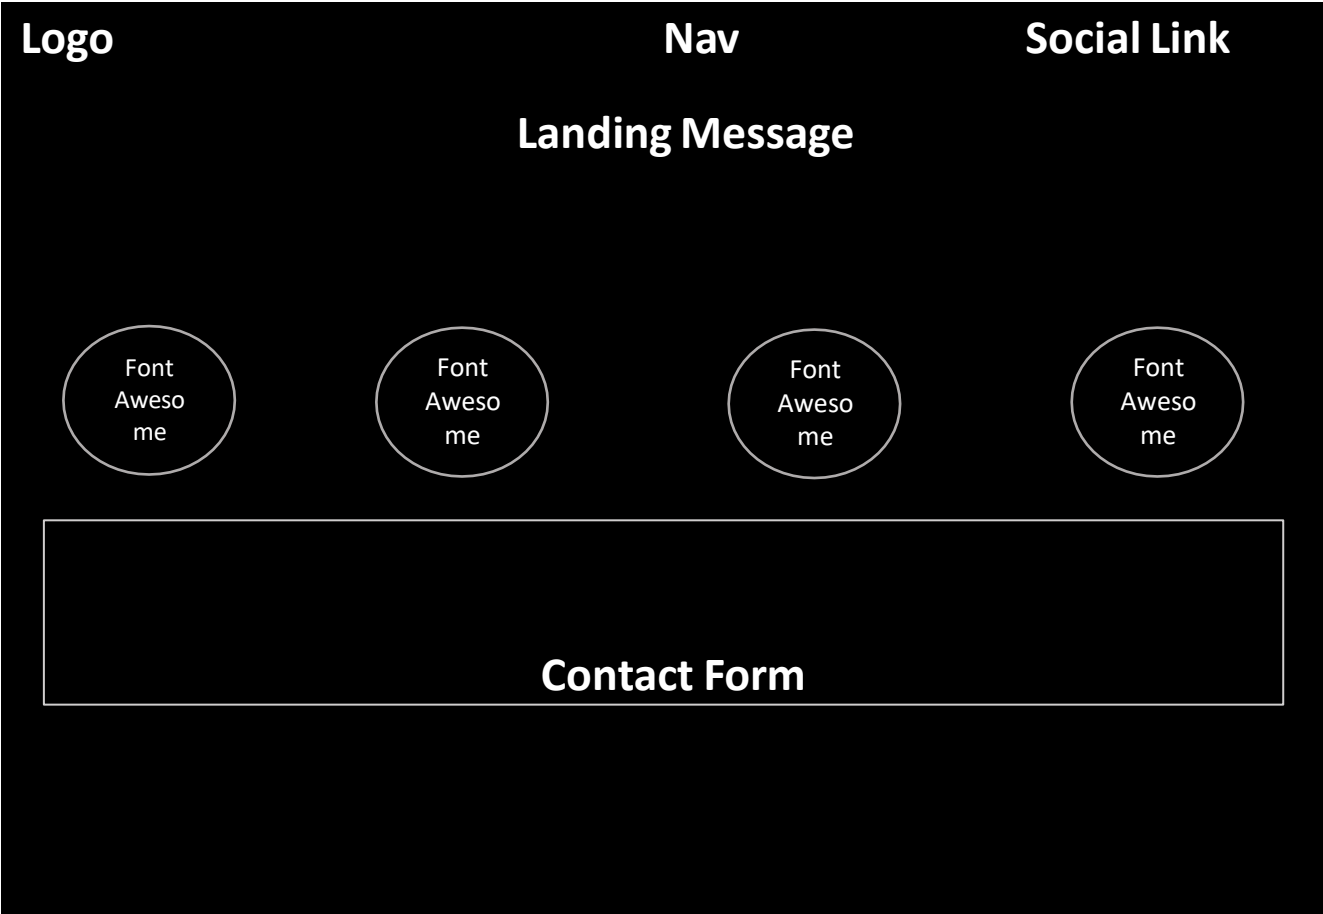 Logo
Nav
Social Link
Landing Message
Font
Aweso
me
Font
Aweso
me
Font
Aweso
me
Font
Aweso
me
Contact Form